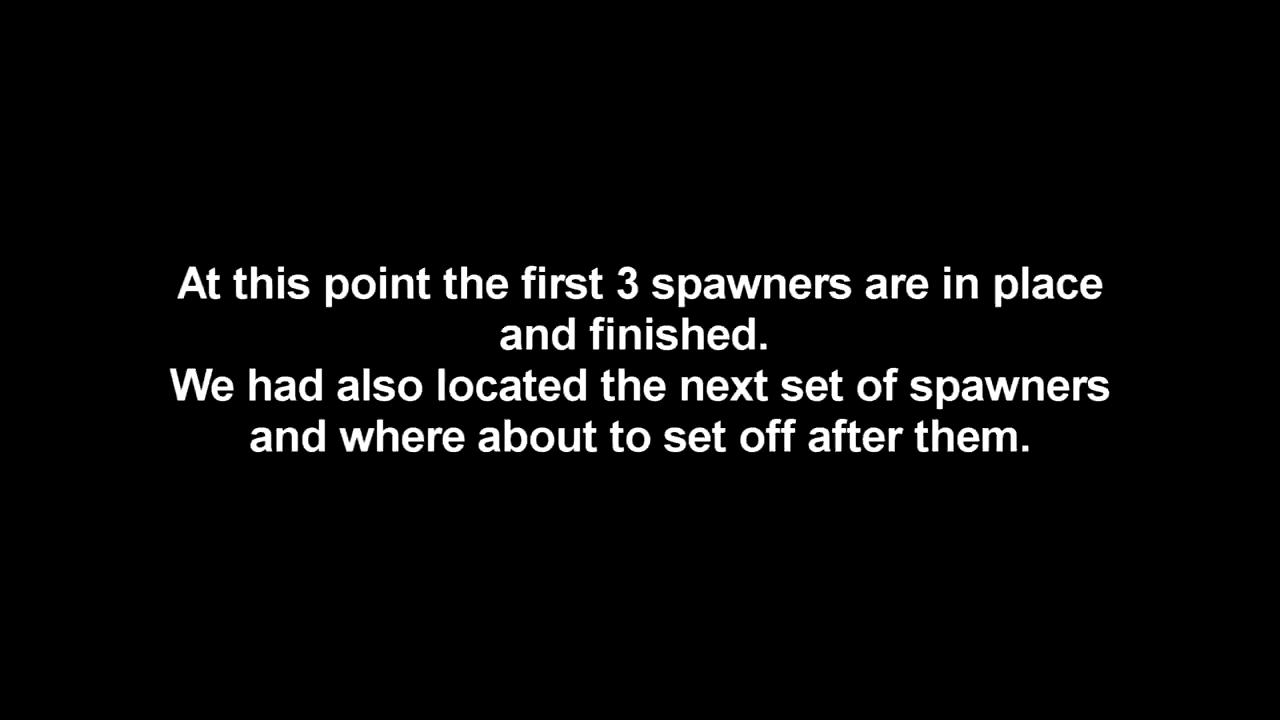 At this point the first 3 spawners are in place
and finished.
We had also located the next set of spawners
and where about to set off after them.